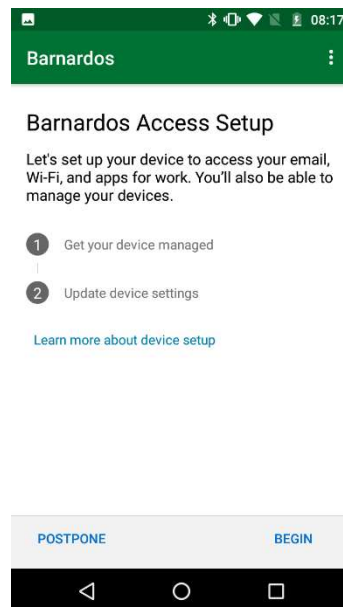 08:17
Barnardos
Barnardos Access Setup
Let's set up your device to access your email,
Wi-Fi, and apps for work. You'll also be able to
manage your devices.
1 Get your device managed
2 Update device settings
Learn more about device setup
POSTPONE BEGIN